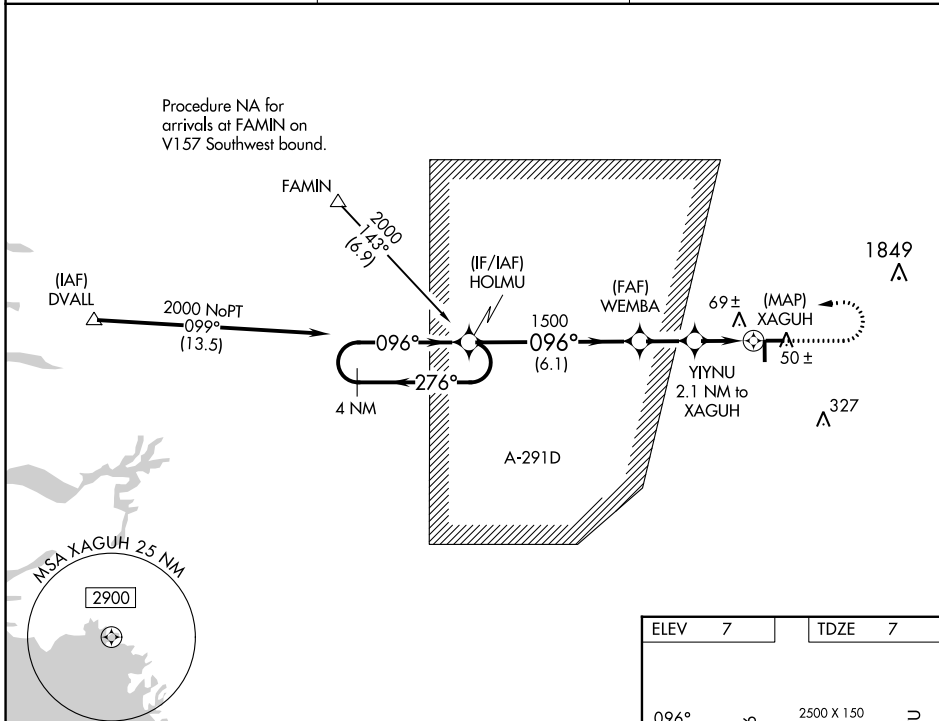 Procedure NA for
arrivals at FAMIN on
V157 Southwest bound.
FAMIN
2000
143°
(6.9)
(IAF)
DVALL
2000 NoPT
099°
(13.5)
(IF/IAF)
HOLMU
096°
276°
4 NM
1500
096°
(6.1)
(FAF)
WEMBA
YIYNU
2.1 NM to
XAGUH
69±
(MAP)
XAGUH
50±
1849
327
A-291D
MSA XAGUH 25 NM
2900
ELEV 7
TDZE 7
096°
2500 X 150